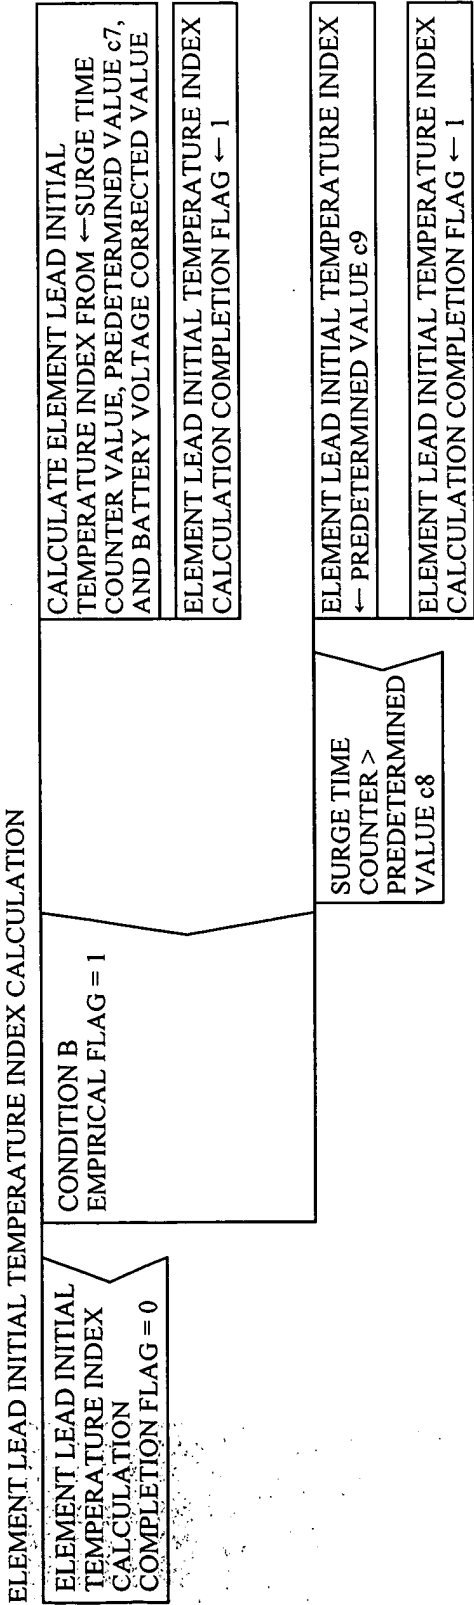 ELEMENT LEAD INITIAL TEMPERATURE INDEX CALCULATION
ELEMENT LEAD INITIAL
TEMPERATURE INDEX
CALCULATION
COMPLETION FLAG = 0
CONDITION B
EMPIRICAL FLAG = 1
CALCULATE ELEMENT LEAD INITIAL
TEMPERATURE INDEX FROM ←SURGE TIME
COUNTER VALUE, PREDETERMINED VALUE c7,
AND BATTERY VOLTAGE CORRECTED VALUE
ELEMENT LEAD INITIAL TEMPERATURE INDEX
CALCULATION COMPLETION FLAG ← 1
SURGE TIME
COUNTER >
PREDETERMINED
VALUE c8
ELEMENT LEAD INITIAL TEMPERATURE INDEX
← PREDETERMINED VALUE c9
ELEMENT LEAD INITIAL TEMPERATURE INDEX
CALCULATION COMPLETION FLAG ← 1